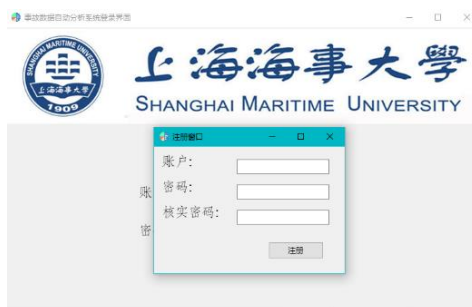 事故数据自动分析系统登录界面
SHANGHAI MARITIME UNIVERSITY
上海海事大学
1909
上海海事大學
SHANGHAI MARITIME UNIVERSITY
注册窗口
账户:
密码:
核实密码:
注册
账
密